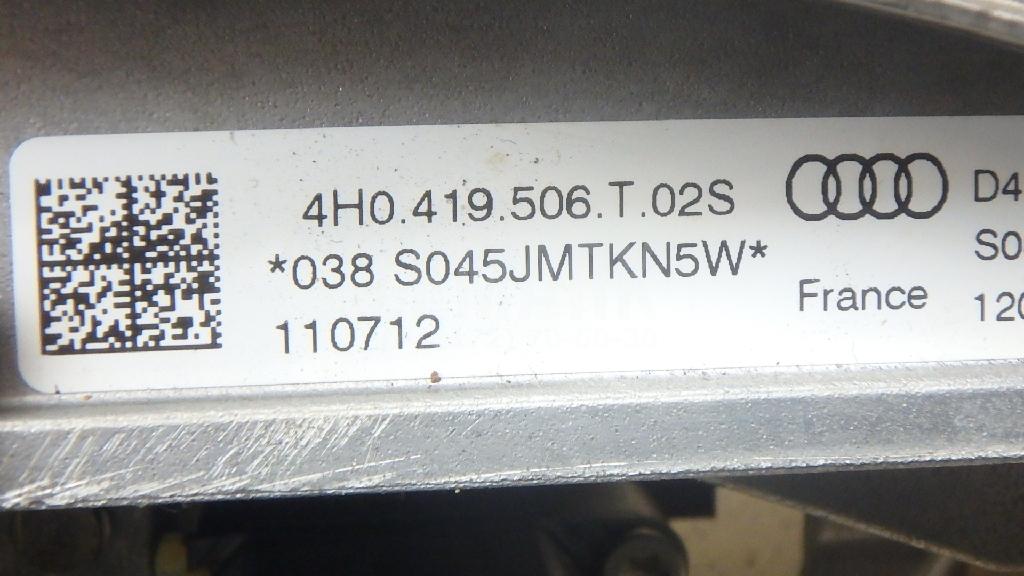 4H0.419.506.T.02S
*038 S045JMTKN5W*
110712
France
D4
S0
120